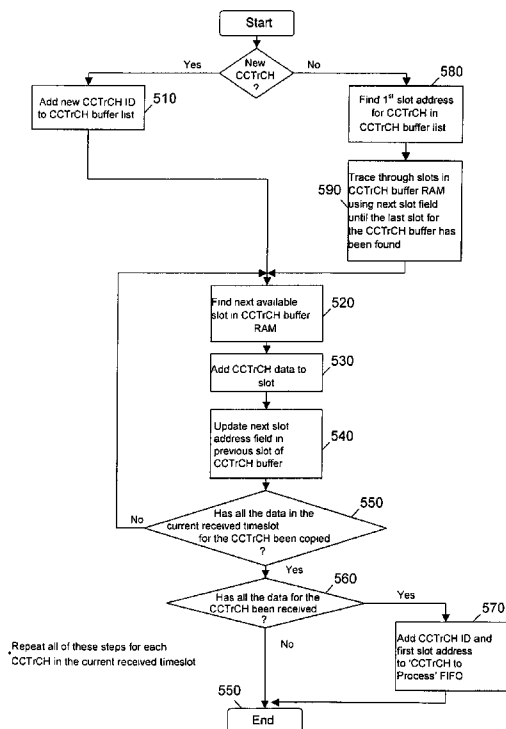 Start
Yes
New
CCTrCH
?
No
580
Add new CCTrCH ID
to CCTrCH buffer list
510
Find 1st slot address
for CCTrCH in
CCTrCH buffer list
590
Trace through slots in
CCTrCH buffer RAM
using next slot field
until the last slot for
the CCTrCH buffer has
been found
Find next available
slot in CCTrCH buffer
RAM
520
530
Add CCTrCH data to
slot
Update next slot
address field in
previous slot of
CCTrCH buffer
540
550
No
Has all the data in the
current received timeslot
for the CCTrCH been copied
?
Yes
560
Has all the data for the
CCTrCH been received
?
Yes
570
No
Add CCTrCH ID and
first slot address
to 'CCTrCH to
Process' FIFO
*Repeat all of these steps for each
CCTrCH in the current received timeslot
550
End